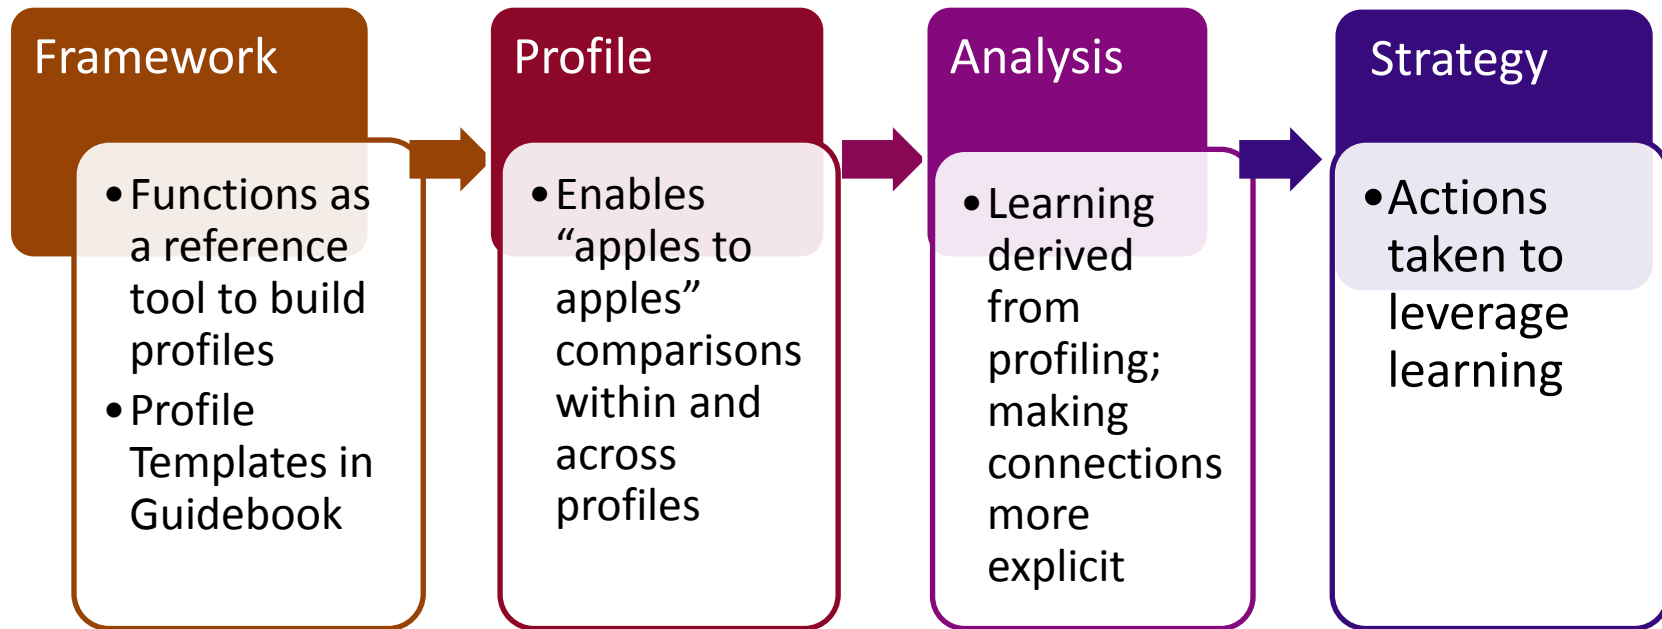 Framework
•Functions as
a reference
tool to build
profiles
•Profile
Templates in
Guidebook
Profile
•Enables
“apples to
apples”
comparisons
within and
across
profiles
Analysis
•Learning
derived
from
profiling;
making
connections
more
explicit
Strategy
•Actions
taken to
leverage
learning